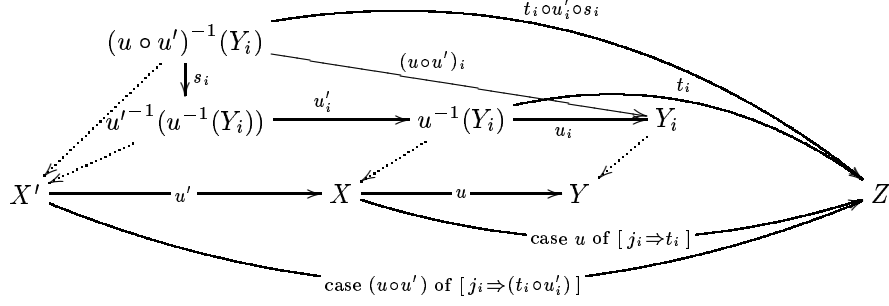 t_i∘u'_i∘s_i
(u ∘ u')^{-1}(Y_i)
(u∘u')_i
s_i
t_i
u'^{-1}(u^{-1}(Y_i))
u'_i
u^{-1}(Y_i)
u_i
Y_i
X'
u'
X
u
Y
Z
case u of [ j_i⇒t_i ]
case (u∘u') of [ j_i⇒(t_i∘u'_i) ]